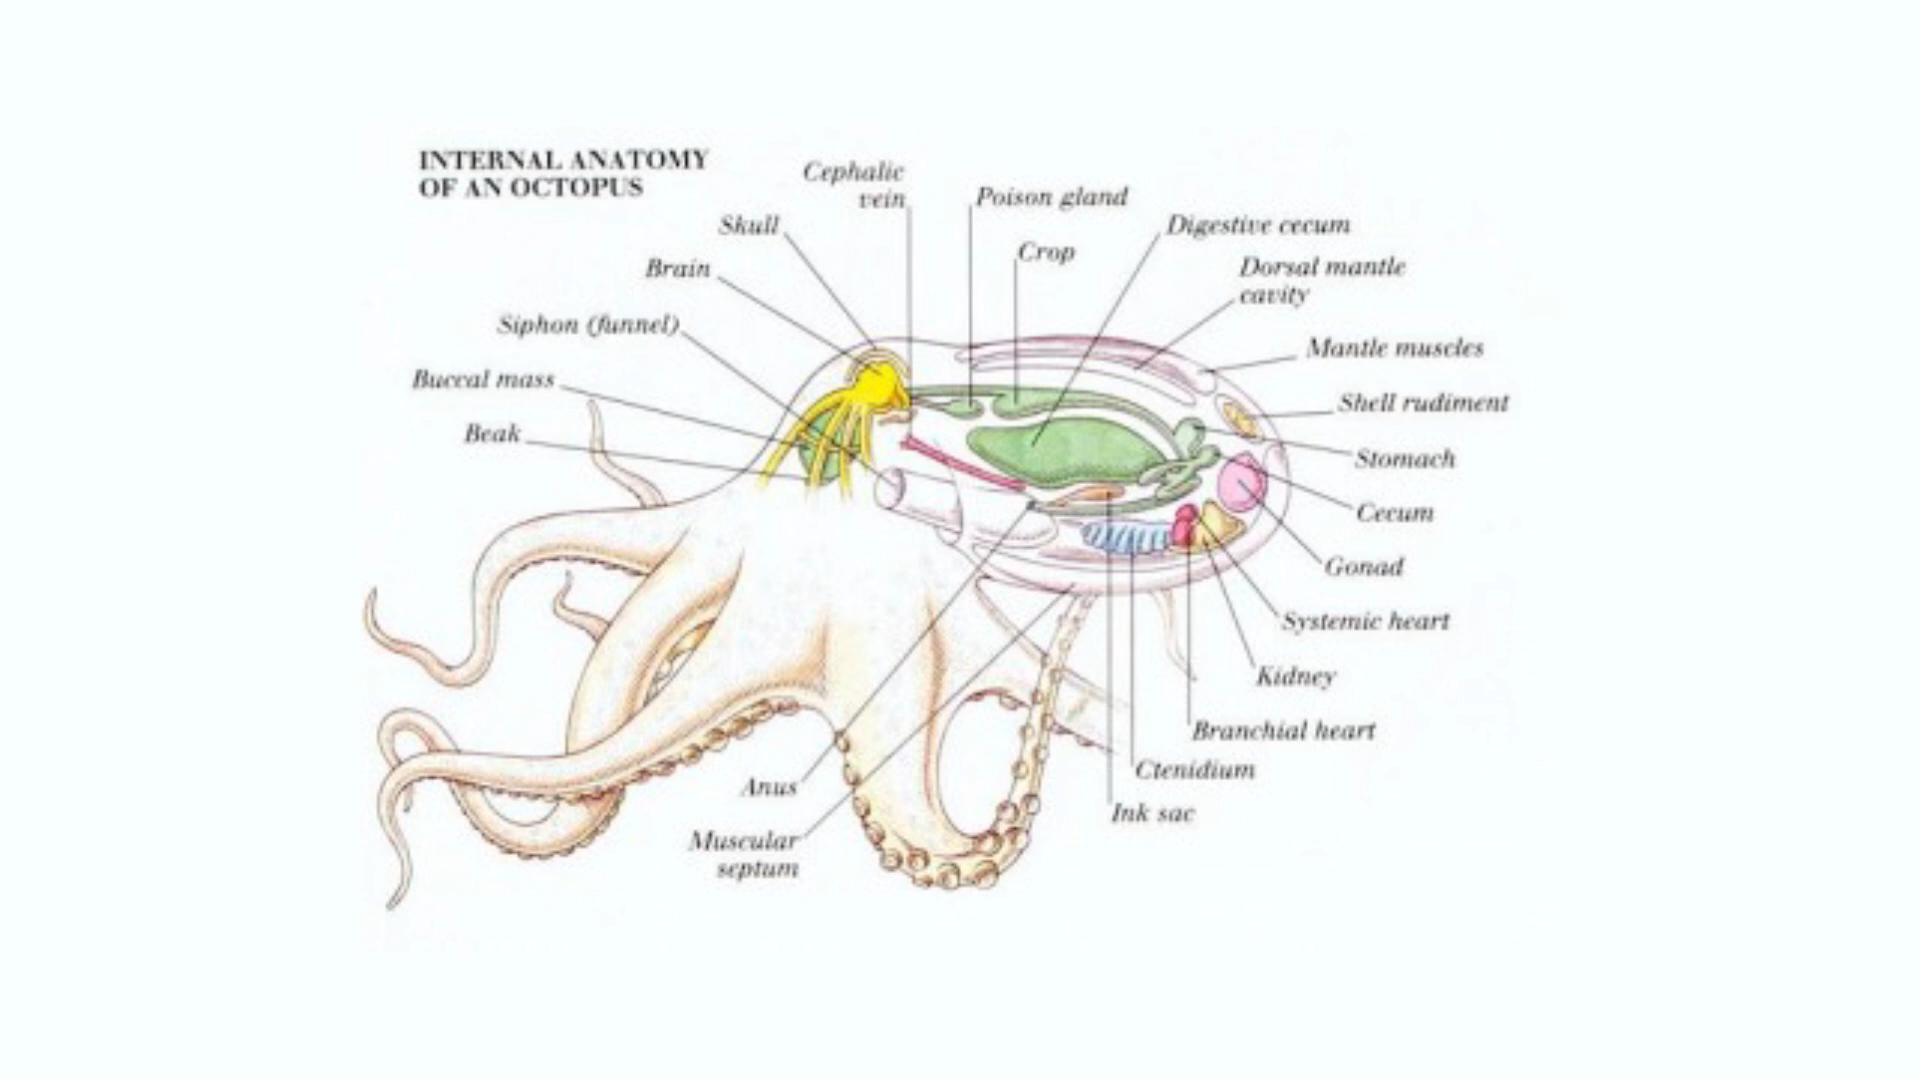 INTERNAL ANATOMY
OF AN OCTOPUS
Cephalic
vein
Poison gland
Skull
Digestive cecum
Crop
Brain
Dorsal mantle
cavity
Siphon (funnel)
Mantle muscles
Buccal mass
Shell rudiment
Beak
Stomach
Cecum
Gonad
Systemic heart
Kidney
Branchial heart
Ctenidium
Anus
Ink sac
Muscular
septum